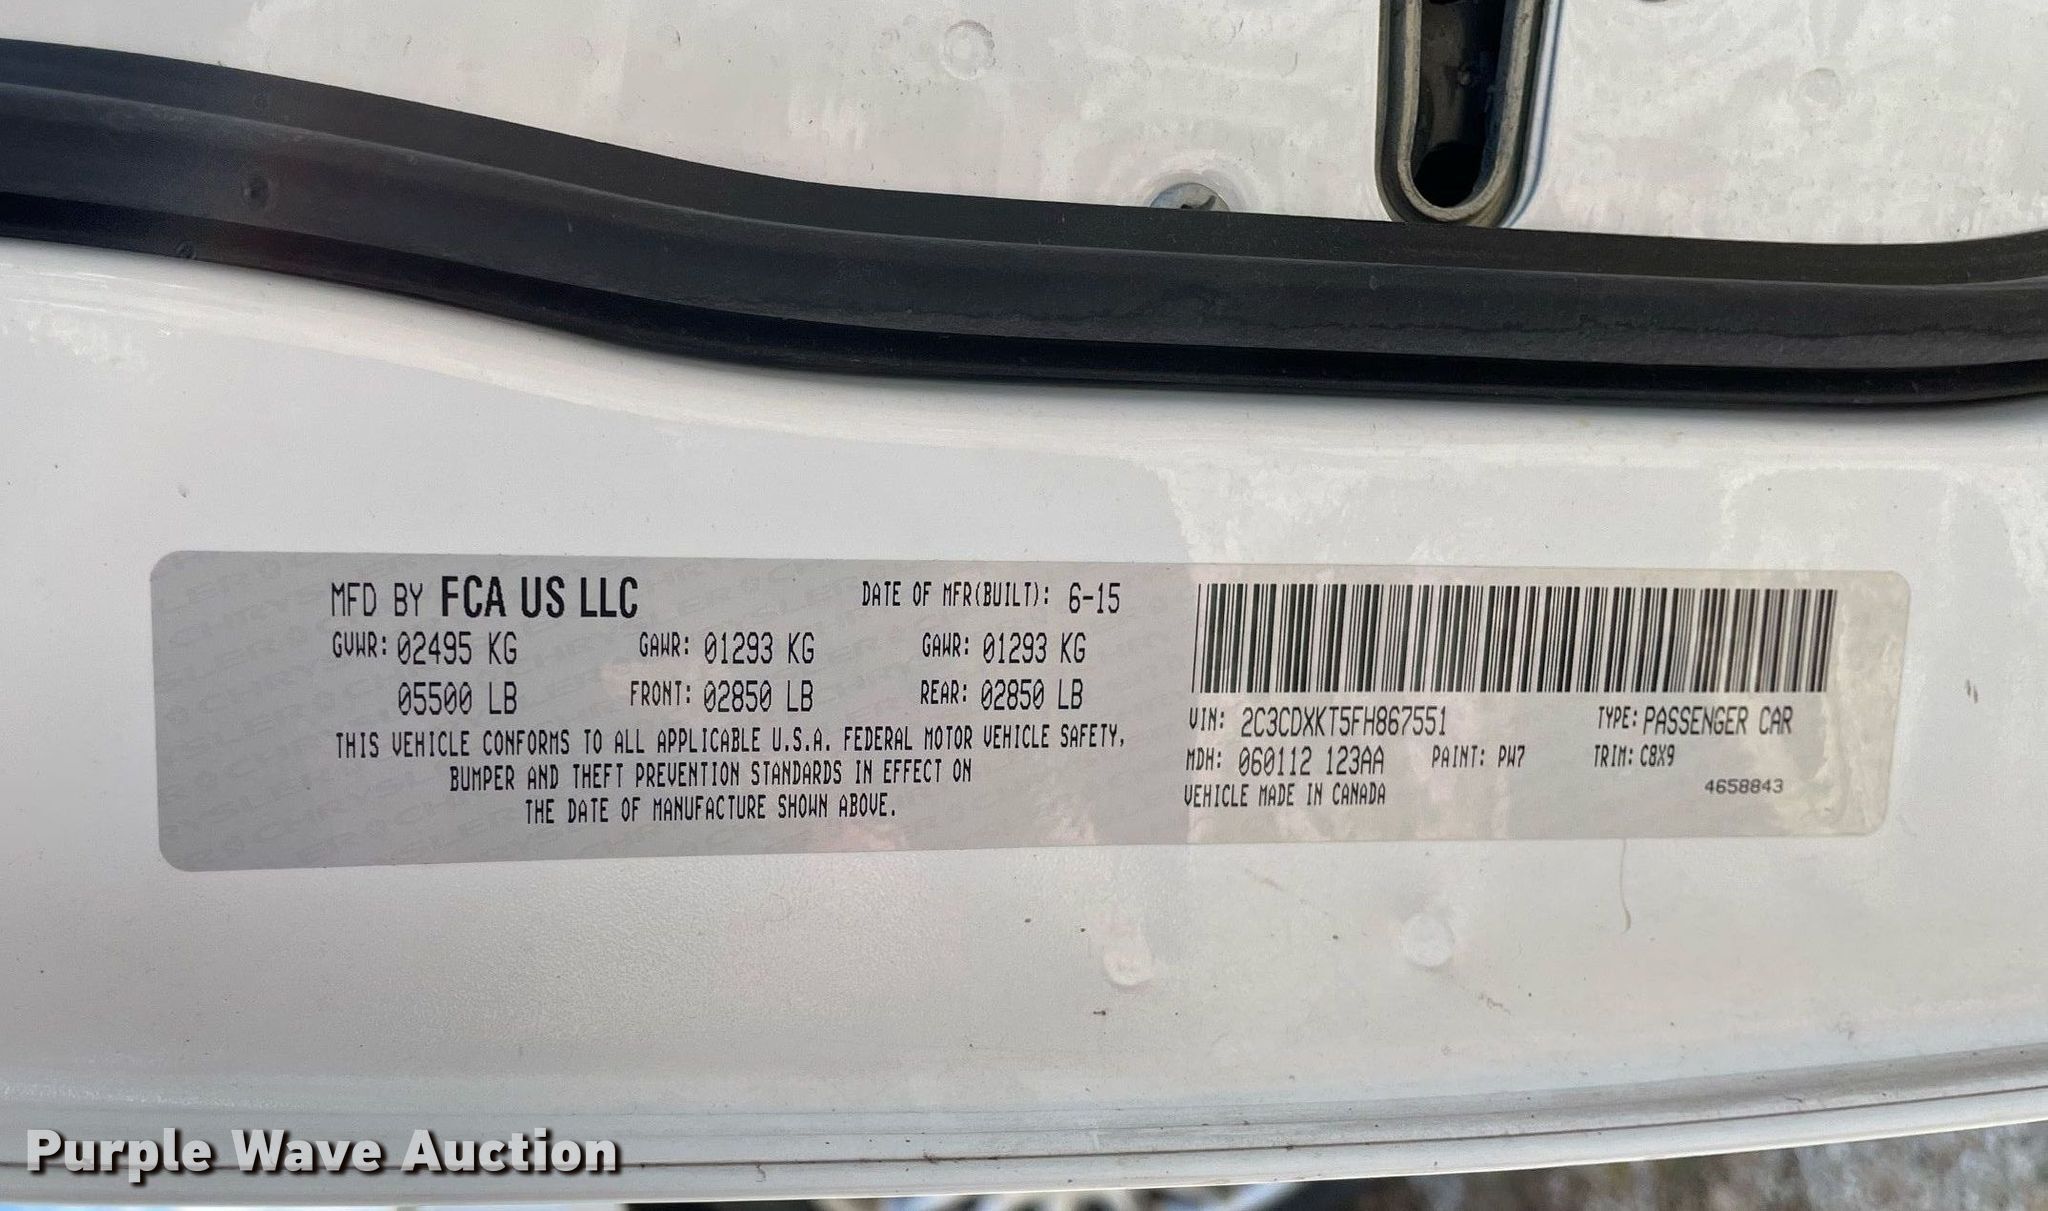 MFD BY FCA US LLC DATE OF MFR(BUILT): 6-15
GVWR: 02495 KG GAWR: 01293 KG GAWR: 01293 KG
05500 LB FRONT: 02850 LB REAR: 02850 LB
THIS VEHICLE CONFORMS TO ALL APPLICABLE U.S.A. FEDERAL MOTOR VEHICLE SAFETY,
BUMPER AND THEFT PREVENTION STANDARDS IN EFFECT ON
THE DATE OF MANUFACTURE SHOWN ABOVE.
VIN: 2C3CDXKT5FH867551 TYPE: PASSENGER CAR
MDH: 060112 123AA PAINT: PW7 TRIM: C8X9
VEHICLE MADE IN CANADA 4658843
Purple Wave Auction